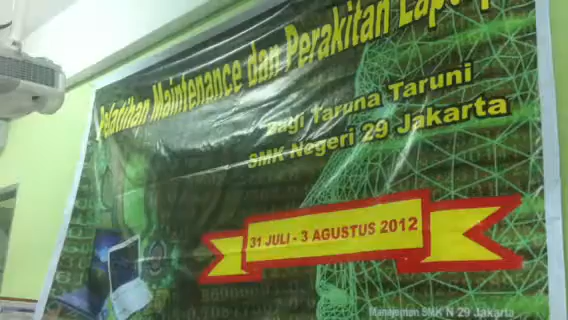 Pelatihan Maintenance dan Perakitan
Bagi Taruna Taruni
SMK Negeri 29 Jakarta
31 JULI - 3 AGUSTUS 2012
Manajemen SMK N 29 Jakarta